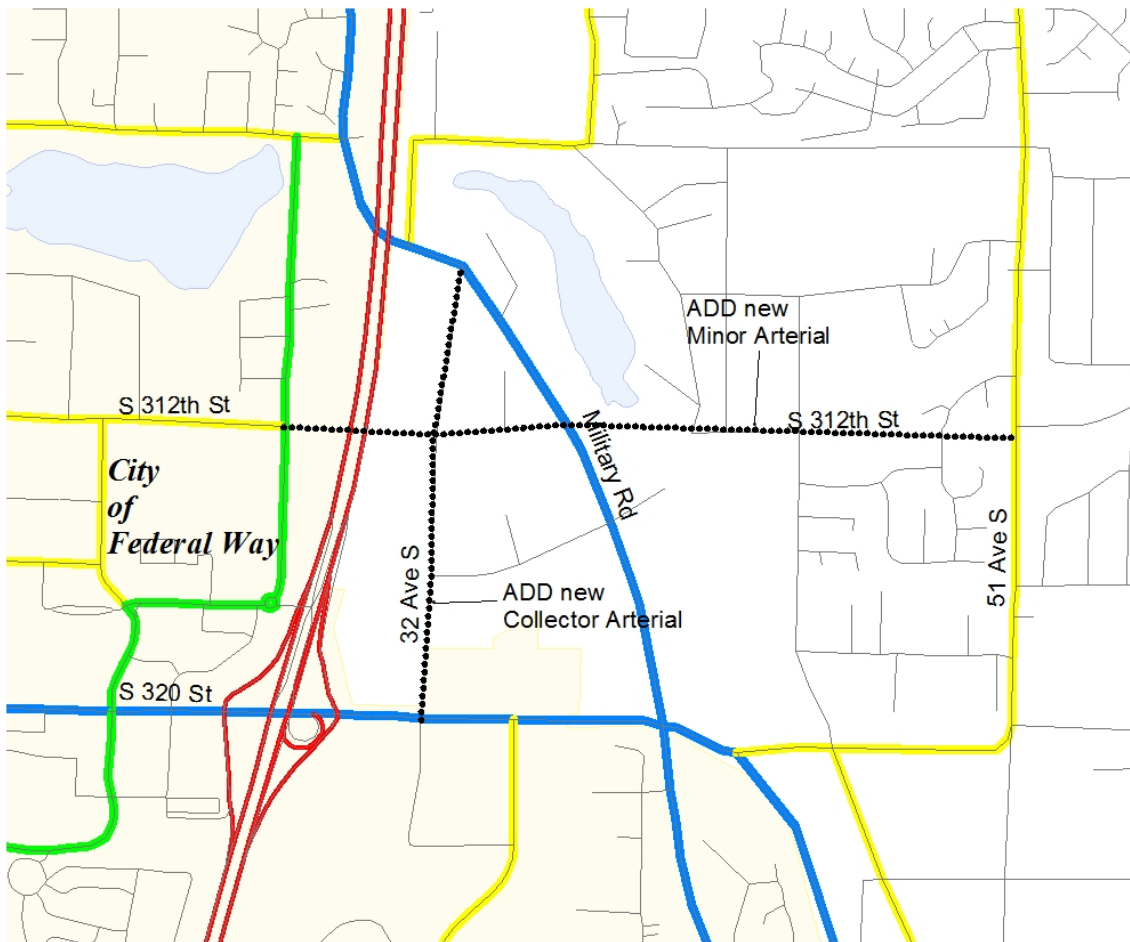 ADD new
Minor Arterial
S 312th St
S 312th St
Military Rd
City
of
Federal Way
51 Ave S
32 Ave S
ADD new
Collector Arterial
S 320 St